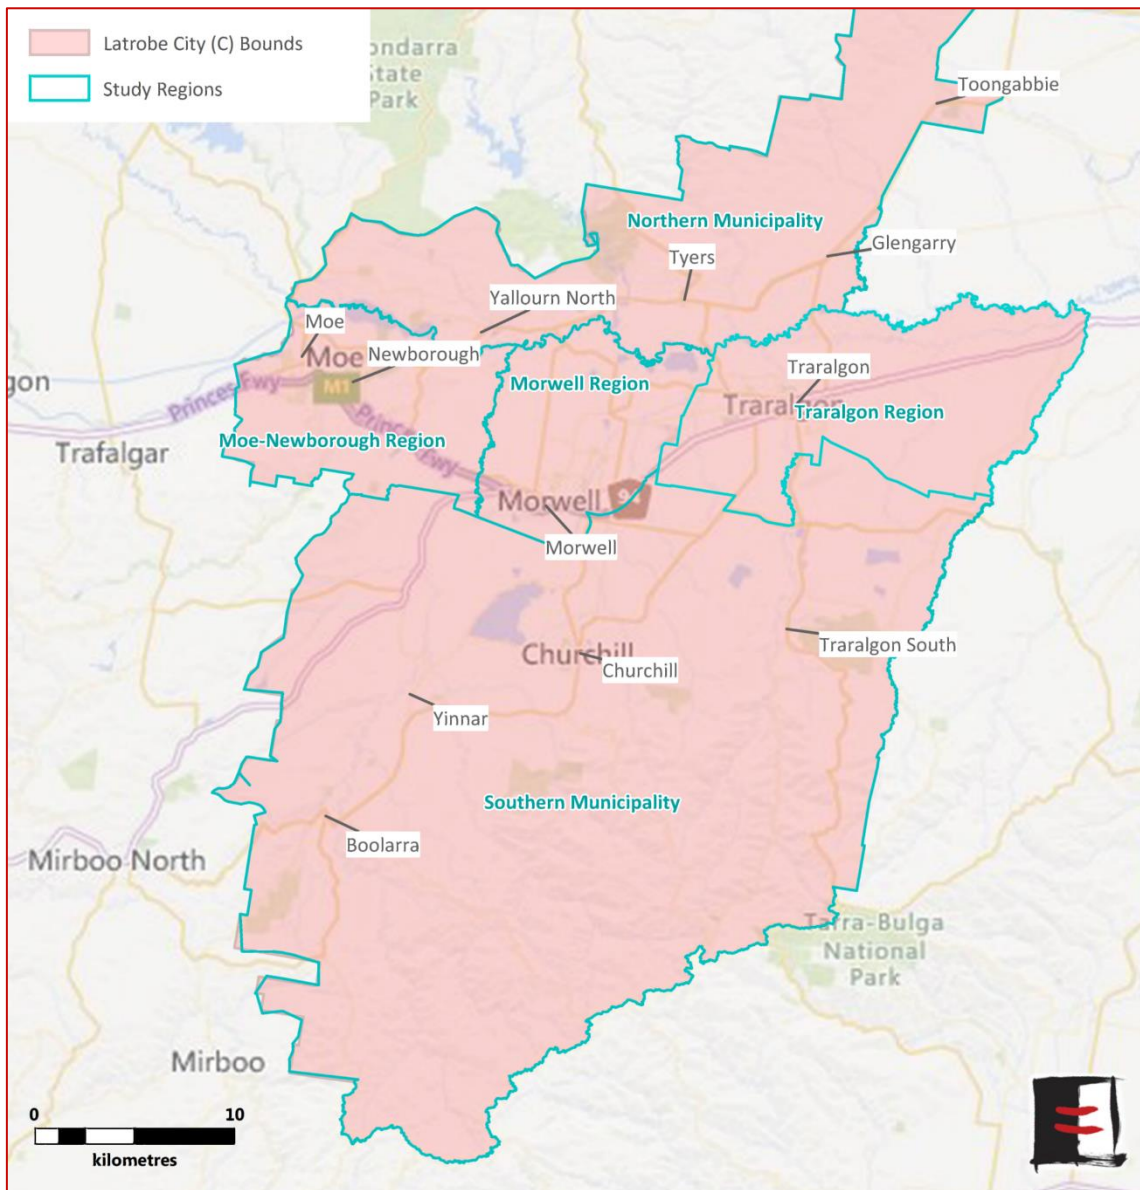 Latrobe City (C) Bounds
Study Regions
ondarra
State
Park
Toongabbie
Northern Municipality
Glengarry
Tyers
Yallourn North
Moe
Moe
Newborough
M1
gon
Princes Fwy
Princes Fwy
Morwell Region
Traralgon
Traralgon
Traralgon Region
Moe-Newborough Region
Trafalgar
Morwell
Morwell
Churchill
Churchill
Traralgon South
Yinnar
Southern Municipality
Boolarra
Mirboo North
Tarra-Bulga
National
Park
Mirboo
0 10
kilometres